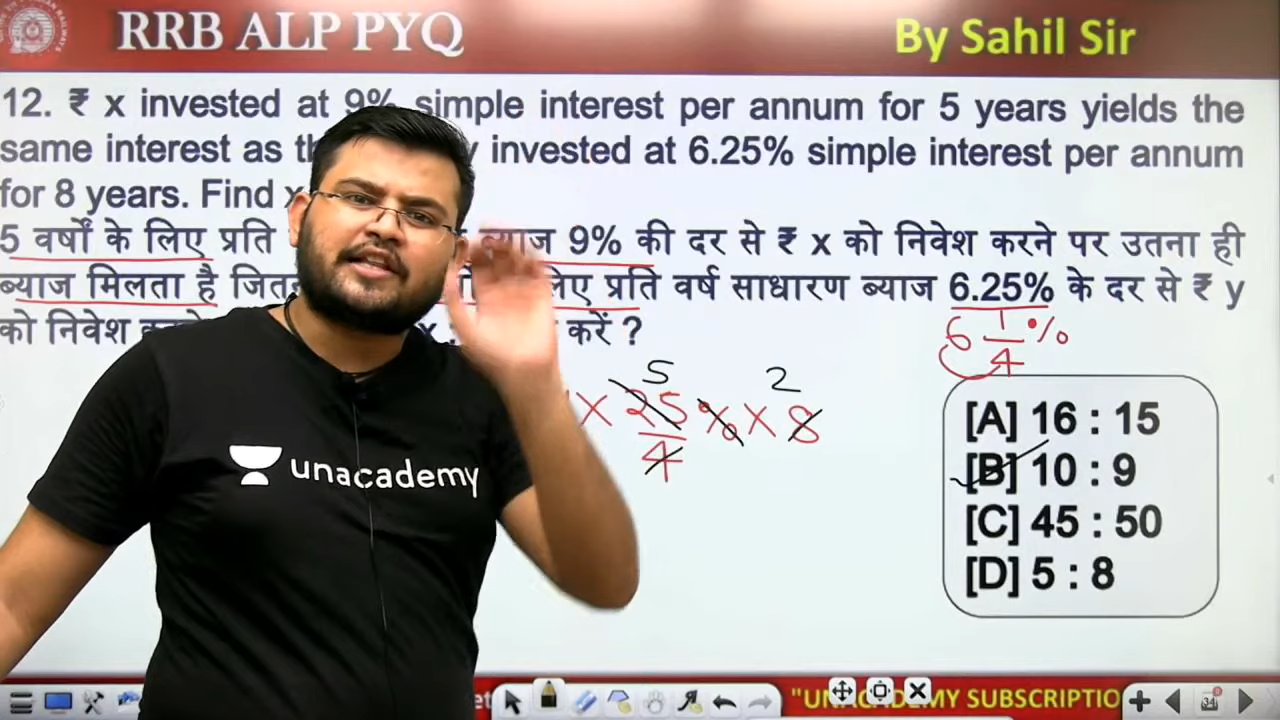 RRB ALP PYQ
By Sahil Sir
12. ₹ x invested at 9% simple interest per annum for 5 years yields the
same interest as invested at 6.25% simple interest per annum
for 8 years. Find x
5 वर्षों के लिए प्रति ब्याज 9% की दर से ₹ x को निवेश करने पर उतना ही
ब्याज मिलता है लिए प्रति वर्ष साधारण ब्याज 6.25% के दर से ₹ y
को निवेश x : करें ?
6 1/4 %
5 2
x 25/4 % x 8
[A] 16 : 15
[B] 10 : 9
[C] 45 : 50
[D] 5 : 8
unacademy
"UNACADEMY SUBSCRIPTIO
34